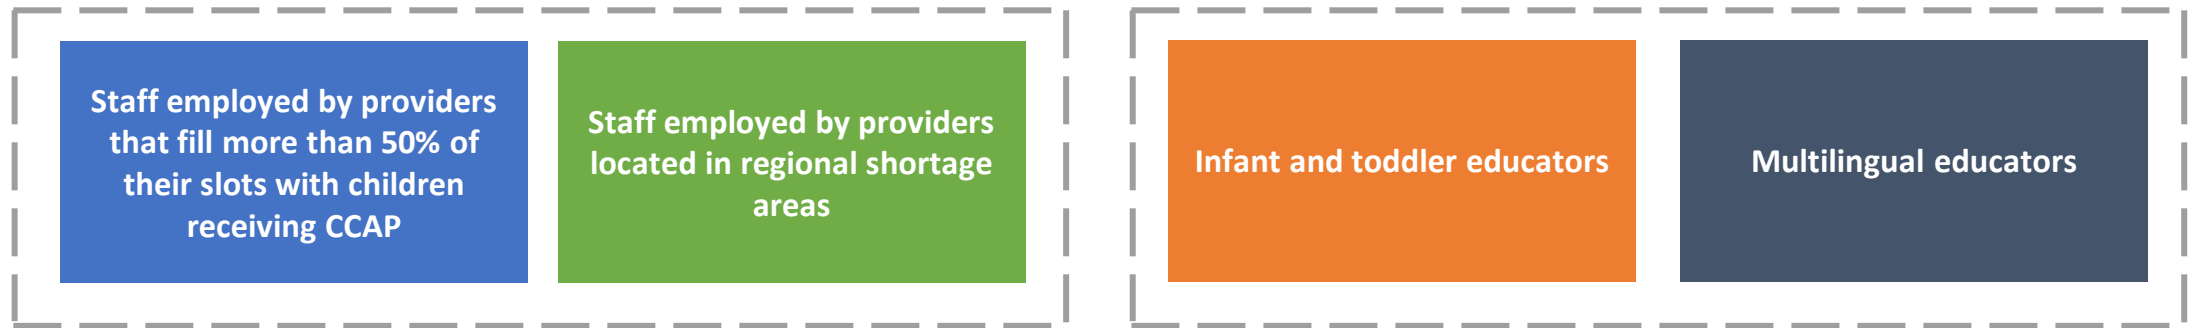 Staff employed by providers
that fill more than 50% of
their slots with children
receiving CCAP
Staff employed by providers
located in regional shortage
areas
Infant and toddler educators
Multilingual educators